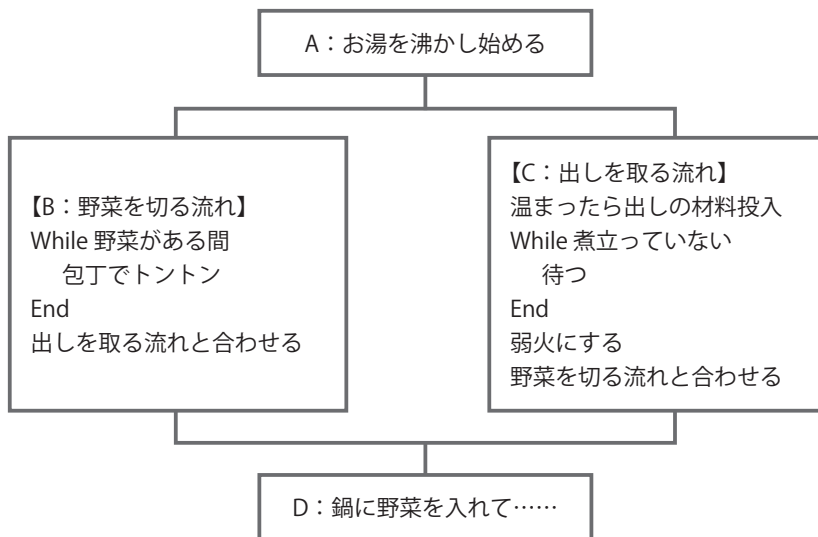 A：お湯を沸かし始める
【B：野菜を切る流れ】
While 野菜がある間
包丁でトントン
End
出しを取る流れと合わせる
【C：出しを取る流れ】
温まったら出しの材料投入
While 煮立っていない
待つ
End
弱火にする
野菜を切る流れと合わせる
D：鍋に野菜を入れて……